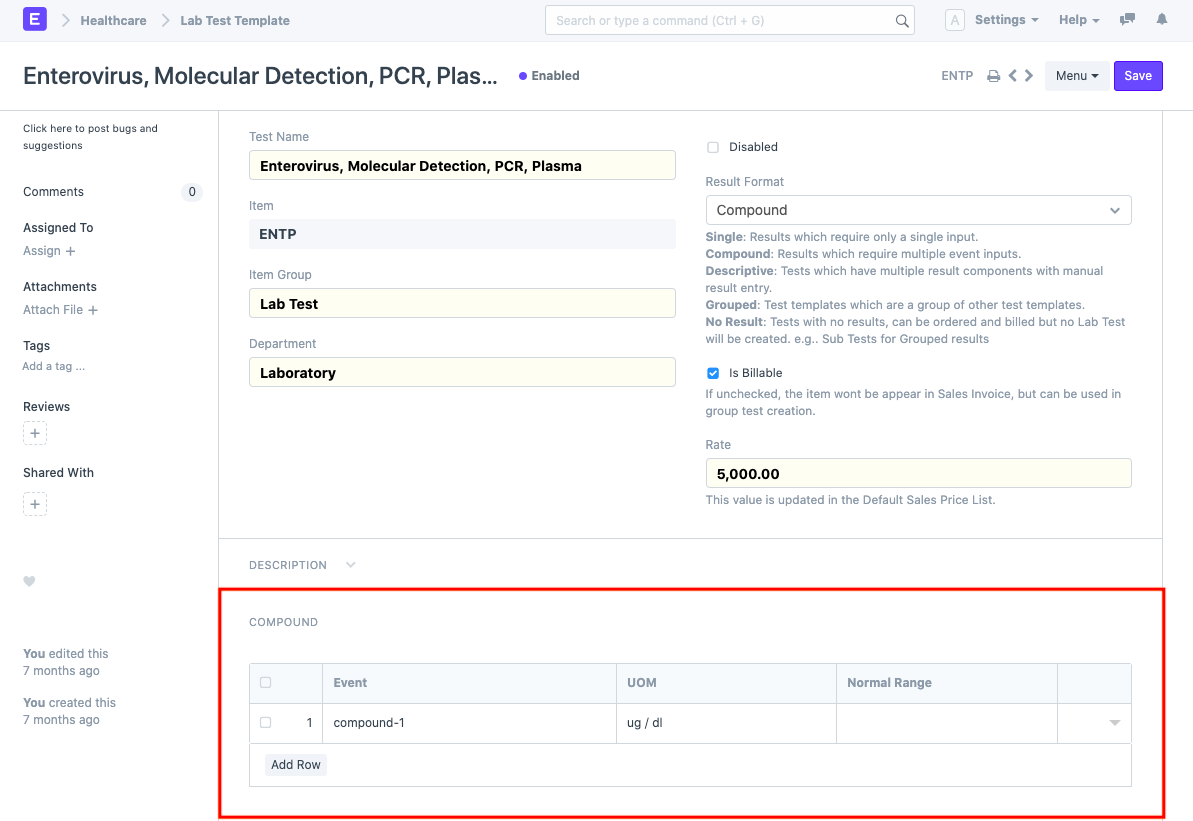 E Healthcare Lab Test Template Search or type a command (Ctrl + G) A Settings Help
Enterovirus, Molecular Detection, PCR, Plas... Enabled ENTP Menu Save
Click here to post bugs and
suggestions
Comments 0
Assigned To
Assign +
Attachments
Attach File +
Tags
Add a tag ...
Reviews
+
Shared With
+
You edited this
7 months ago
You created this
7 months ago
Test Name
Enterovirus, Molecular Detection, PCR, Plasma
Item
ENTP
Item Group
Lab Test
Department
Laboratory
Disabled
Result Format
Compound
Single: Results which require only a single input.
Compound: Results which require multiple event inputs.
Descriptive: Tests which have multiple result components with manual
result entry.
Grouped: Test templates which are a group of other test templates.
No Result: Tests with no results, can be ordered and billed but no Lab Test
will be created. e.g.. Sub Tests for Grouped results
Is Billable
If unchecked, the item wont be appear in Sales Invoice, but can be used in
group test creation.
Rate
5,000.00
This value is updated in the Default Sales Price List.
DESCRIPTION
COMPOUND
Event UOM Normal Range
1 compound-1 ug / dl
Add Row